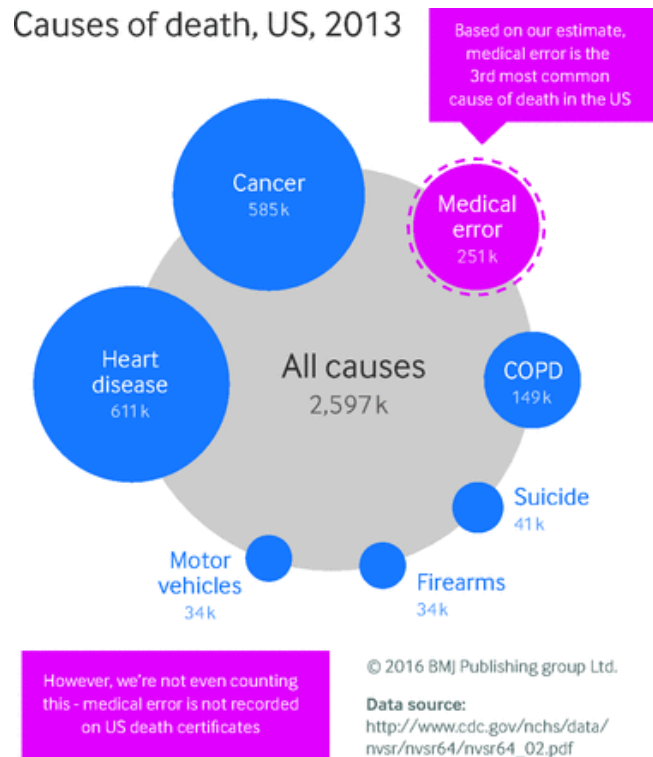 Causes of death, US, 2013
Based on our estimate,
medical error is the
3rd most common
cause of death in the US
Cancer
585k
Medical
error
251k
Heart
disease
611k
All causes
2,597k
COPD
149k
Suicide
41k
Motor
vehicles
34k
Firearms
34k
However, we're not even counting
this - medical error is not recorded
on US death certificates
© 2016 BMJ Publishing group Ltd.
Data source:
http://www.cdc.gov/nchs/data/
nvsr/nvsr64/nvsr64_02.pdf